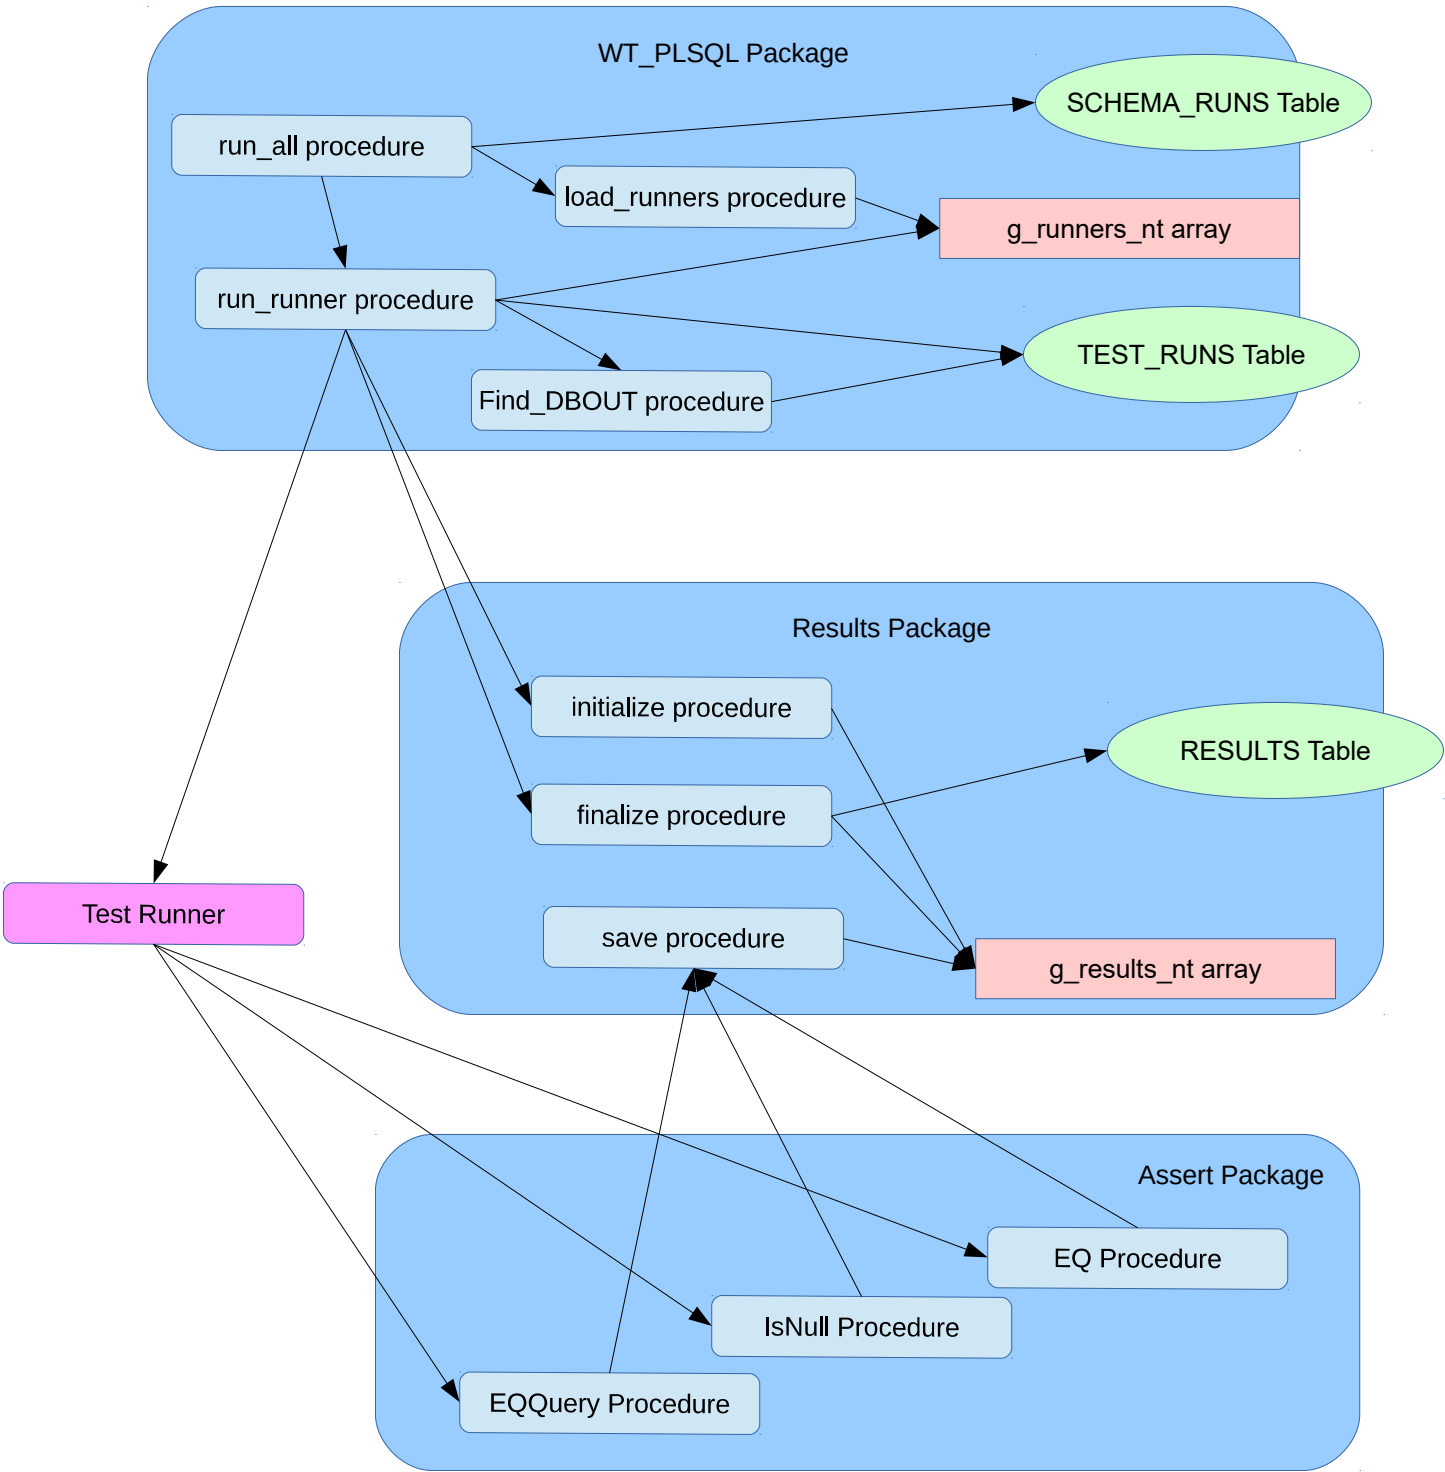 WT_PLSQL Package
SCHEMA_RUNS Table
run_all procedure
load_runners procedure
g_runners_nt array
run_runner procedure
TEST_RUNS Table
Find_DBOUT procedure
Results Package
initialize procedure
RESULTS Table
finalize procedure
Test Runner
save procedure
g_results_nt array
Assert Package
EQ Procedure
IsNull Procedure
EQQuery Procedure